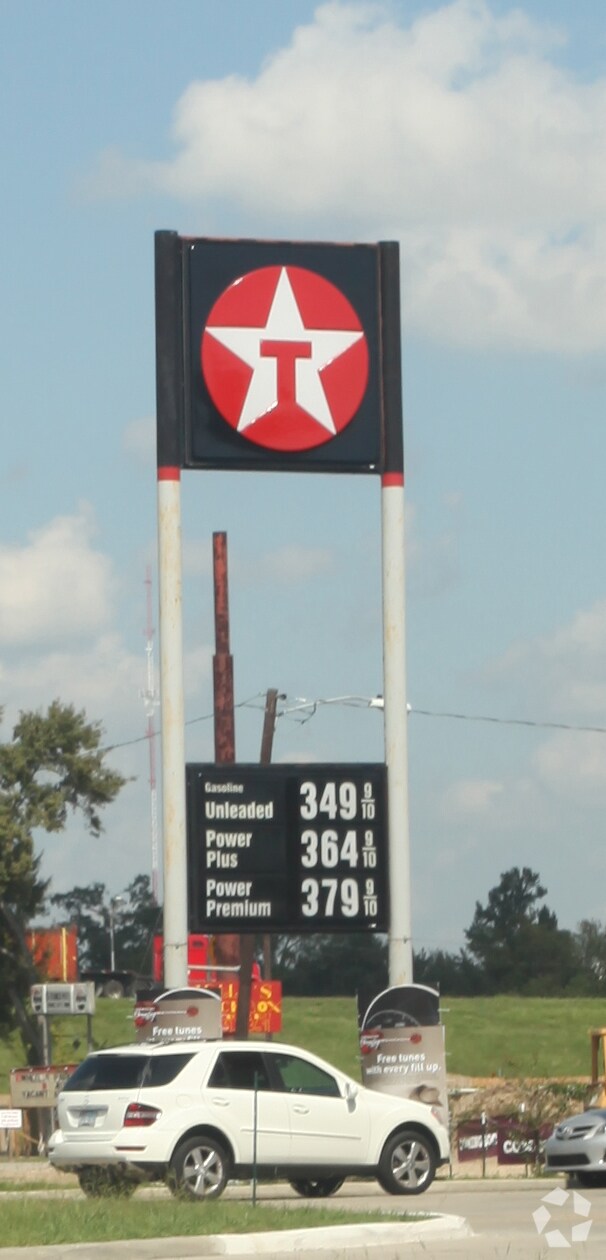 T
Gasoline
Unleaded 349 9/10
Power
Plus 364 9/10
Power
Premium 379 9/10
Free tunes
Free tunes
with every fill up.
VACANT